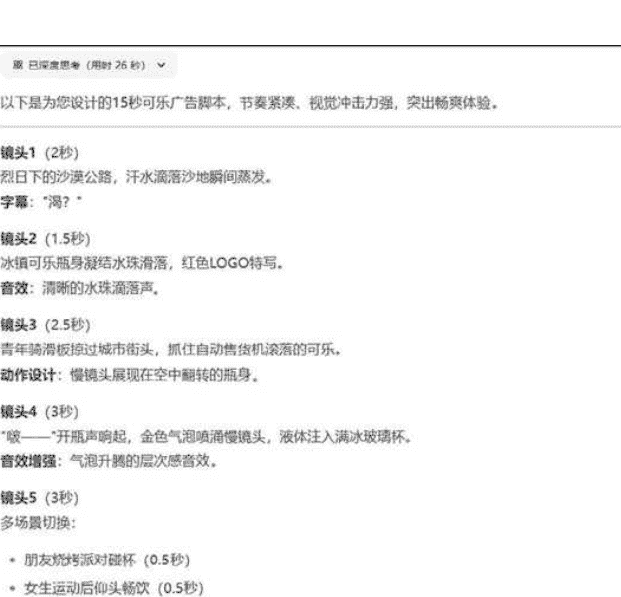 已深度思考（用时 26 秒）
以下是为您设计的15秒可乐广告脚本，节奏紧凑、视觉冲击力强，突出畅爽体验。
镜头1（2秒）
烈日下的沙漠公路，汗水滴落沙地瞬间蒸发。
字幕："渴？"
镜头2（1.5秒）
冰镇可乐瓶身凝结水珠滑落，红色LOGO特写。
音效：清晰的水珠滴落声。
镜头3（2.5秒）
青年骑滑板掠过城市街头，抓住自动售货机滚落的可乐。
动作设计：慢镜头展现在空中翻转的瓶身。
镜头4（3秒）
"啵——"开瓶声响起，金色气泡喷涌慢镜头，液体注入满冰玻璃杯。
音效增强：气泡升腾的层次感音效。
镜头5（3秒）
多场景切换：
• 朋友烧烤派对碰杯（0.5秒）
• 女生运动后仰头畅饮（0.5秒）